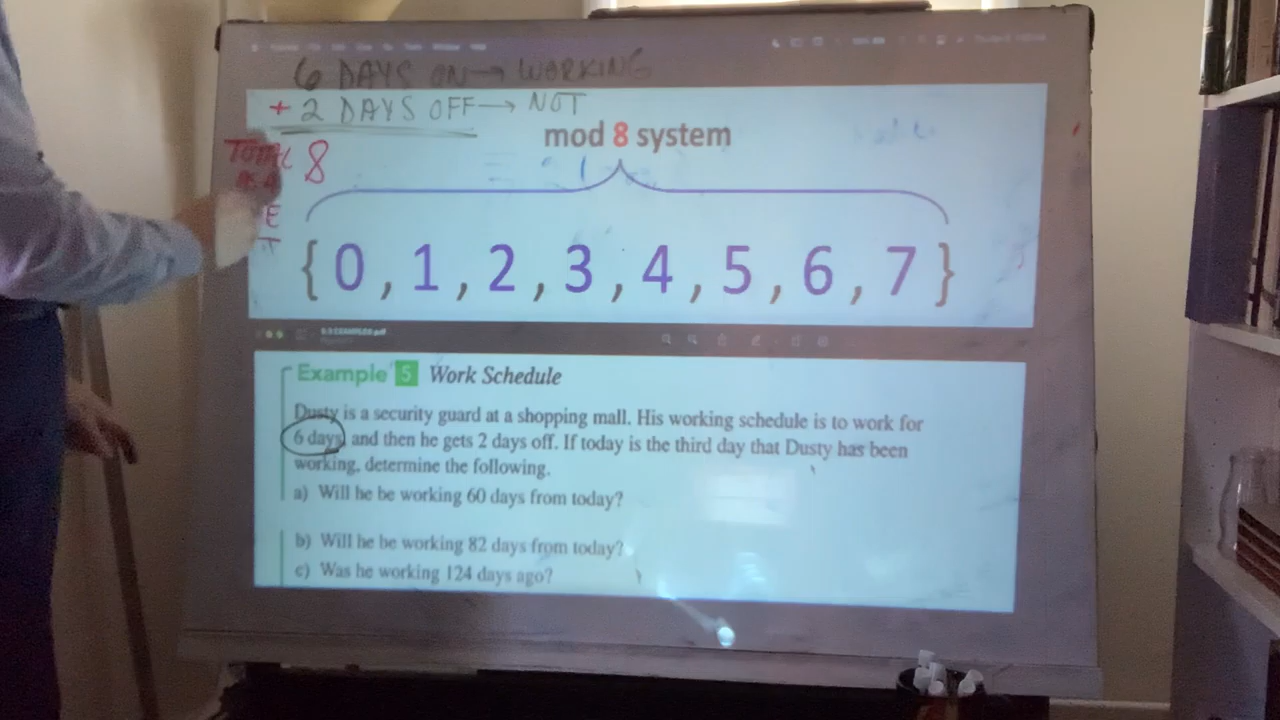 6 DAYS ON → WORKING
+ 2 DAYS OFF → NOT
mod 8 system
TOTAL 8
E
T
{ 0 , 1 , 2 , 3 , 4 , 5 , 6 , 7 }
Example 5 Work Schedule
Dusty is a security guard at a shopping mall. His working schedule is to work for
6 days, and then he gets 2 days off. If today is the third day that Dusty has been
working, determine the following.
a) Will he be working 60 days from today?
b) Will he be working 82 days from today?
c) Was he working 124 days ago?